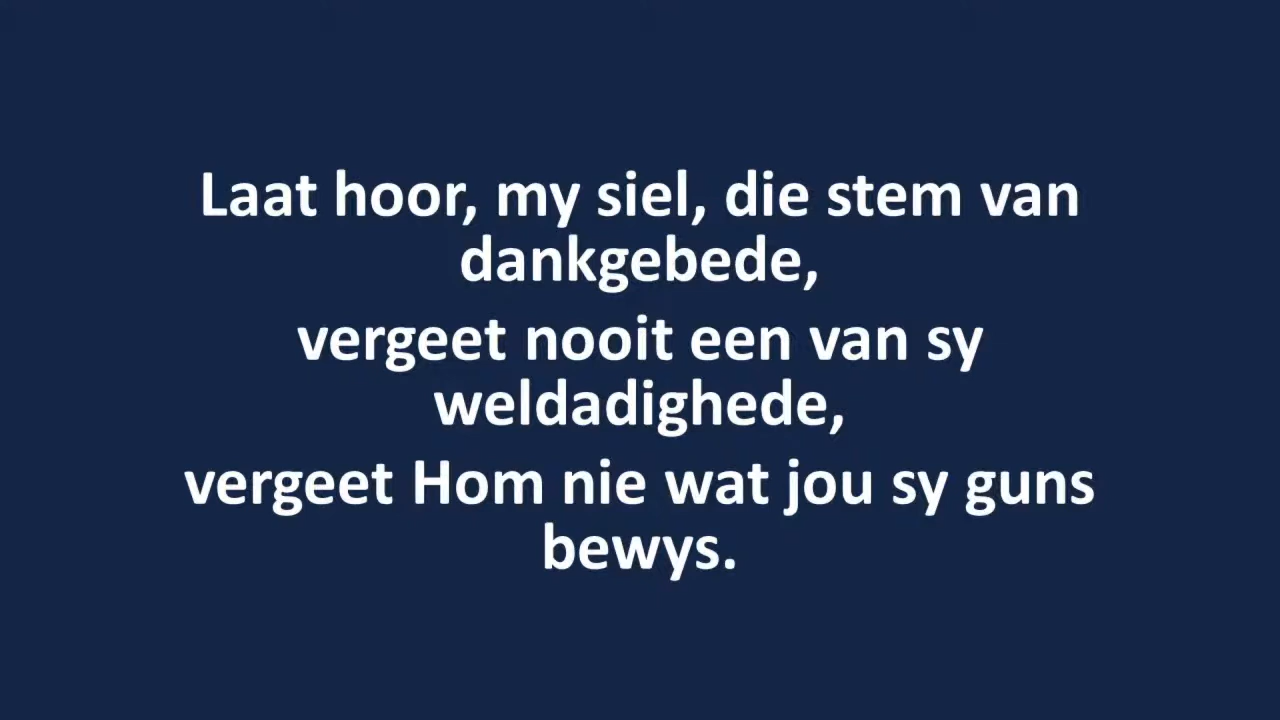 Laat hoor, my siel, die stem van
dankgebede,
vergeet nooit een van sy
weldadighede,
vergeet Hom nie wat jou sy guns
bewys.